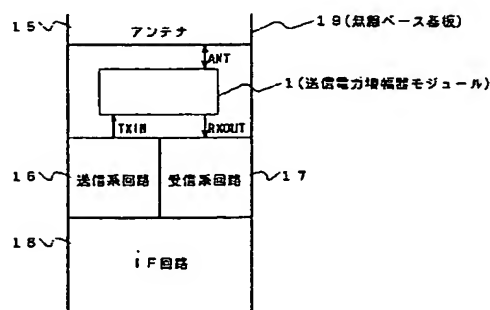 15
アンテナ
19(無線ベース基板)
ANT
1(送信電力増幅器モジュール)
TXIN
RXOUT
16
送信系回路
受信系回路
17
18
iF回路